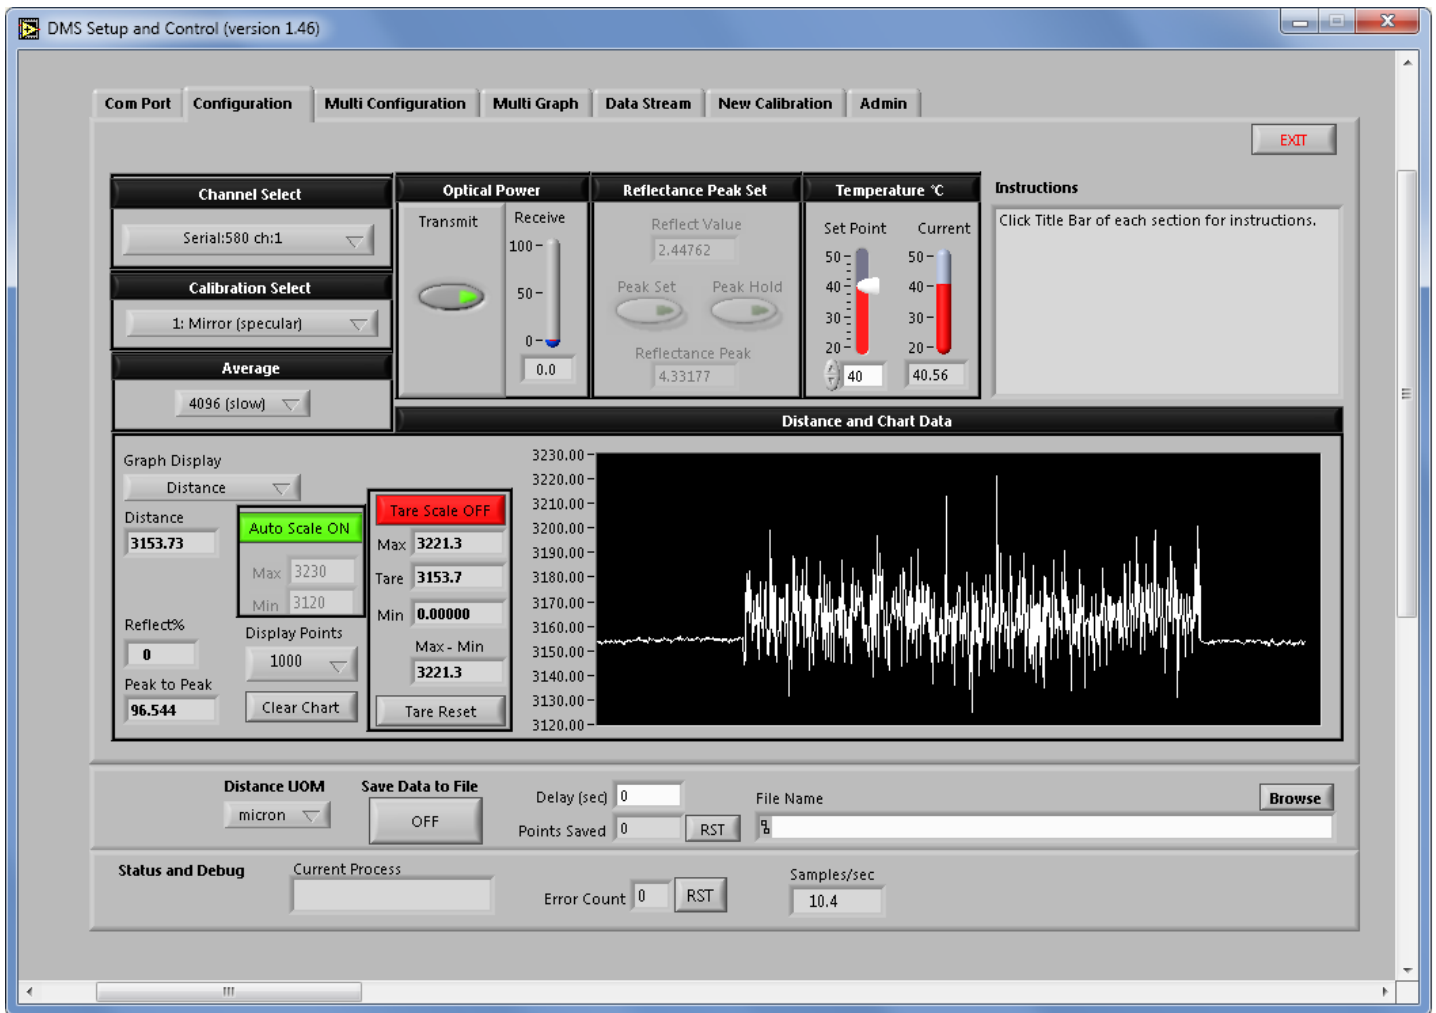 DMS Setup and Control (version 1.46)
Com Port
Configuration
Multi Configuration
Multi Graph
Data Stream
New Calibration
Admin
EXIT
Channel Select
Serial:580 ch:1
Calibration Select
1: Mirror (specular)
Average
4096 (slow)
Optical Power
Transmit
Receive
100
50
0
0.0
Reflectance Peak Set
Reflect Value
2.44762
Peak Set
Peak Hold
Reflectance Peak
4.33177
Temperature °C
Set Point
Current
50
40
30
20
40
50
40
30
20
40.56
Instructions
Click Title Bar of each section for instructions.
Distance and Chart Data
Graph Display
Distance
Distance
3153.73
Auto Scale ON
Max 3230
Min 3120
Reflect%
0
Display Points
1000
Peak to Peak
96.544
Clear Chart
Tare Scale OFF
Max 3221.3
Tare 3153.7
Min 0.00000
Max - Min
3221.3
Tare Reset
3230.00
3220.00
3210.00
3200.00
3190.00
3180.00
3170.00
3160.00
3150.00
3140.00
3130.00
3120.00
Distance UOM
micron
Save Data to File
OFF
Delay (sec) 0
Points Saved 0
RST
File Name
Browse
Status and Debug
Current Process
Error Count 0
RST
Samples/sec
10.4